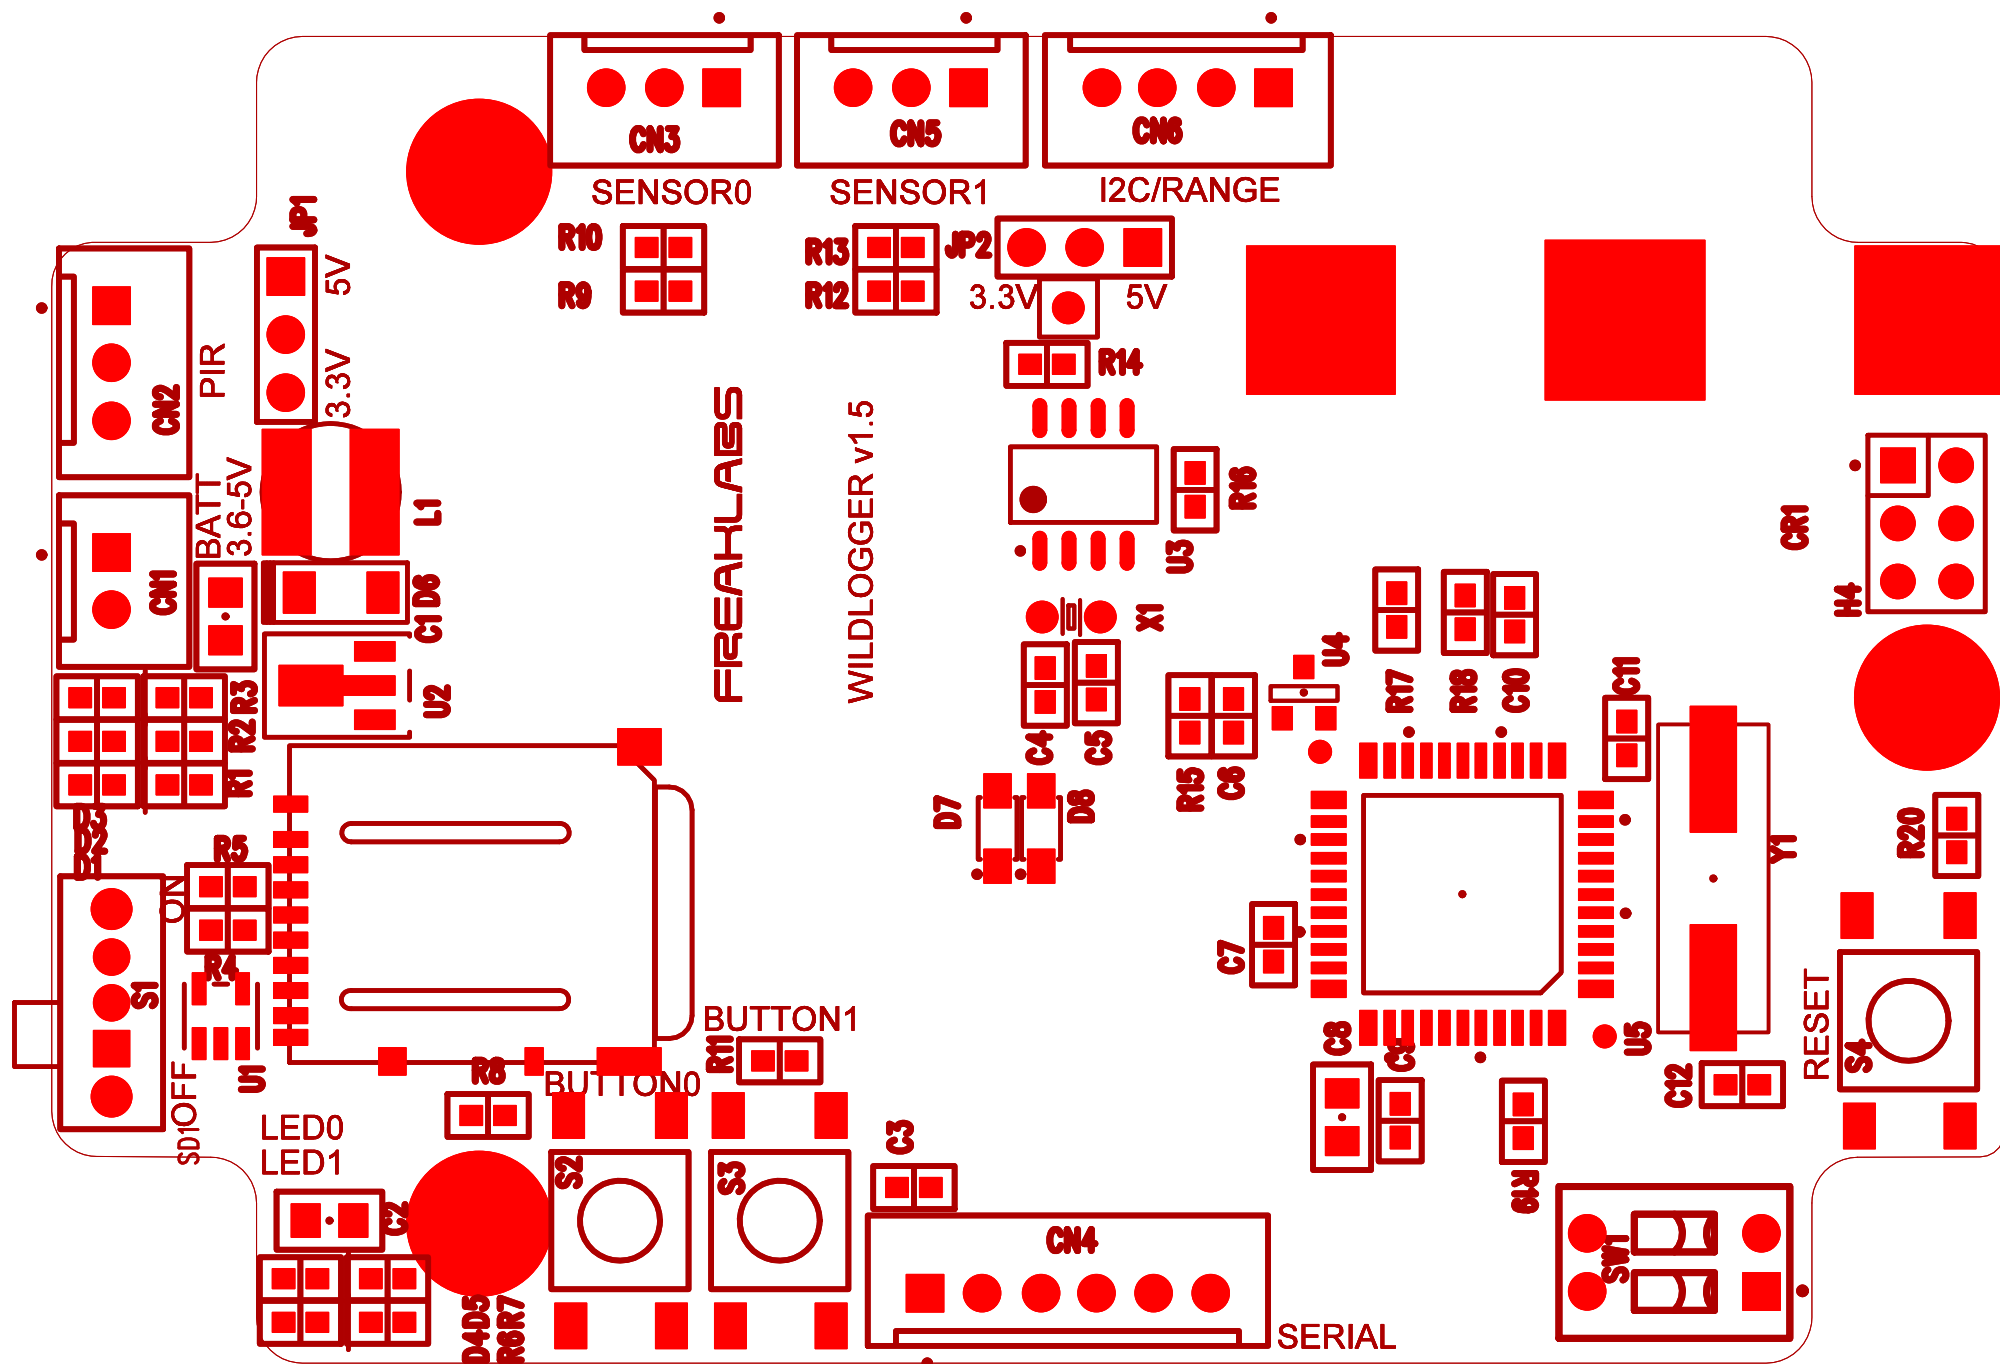 CN3
CN5
CN6
SENSOR0
SENSOR1
I2C/RANGE
JP1
R10
R13
JP2
5V
R9
R12
3.3V
5V
PIR
3.3V
R14
CN2
FREAKLABS
WILDLOGGER v1.5
BATT
3.6-5V
L1
R16
CR1
U3
CN1
C1
D6
X1
H4
U4
R3
U2
R17
R18
C10
C11
R2
C4
C5
R1
R15
C6
D3
D2
D1
D7
D8
R20
Y1
R5
ON
R4
C7
S1
BUTTON1
RESET
R11
C8
C9
U5
S4
U1
R8
BUTTON0
C12
OFF
SD1
LED0
LED1
C3
S2
S3
R19
C2
CN4
SW1
D4
D5
R6
R7
SERIAL